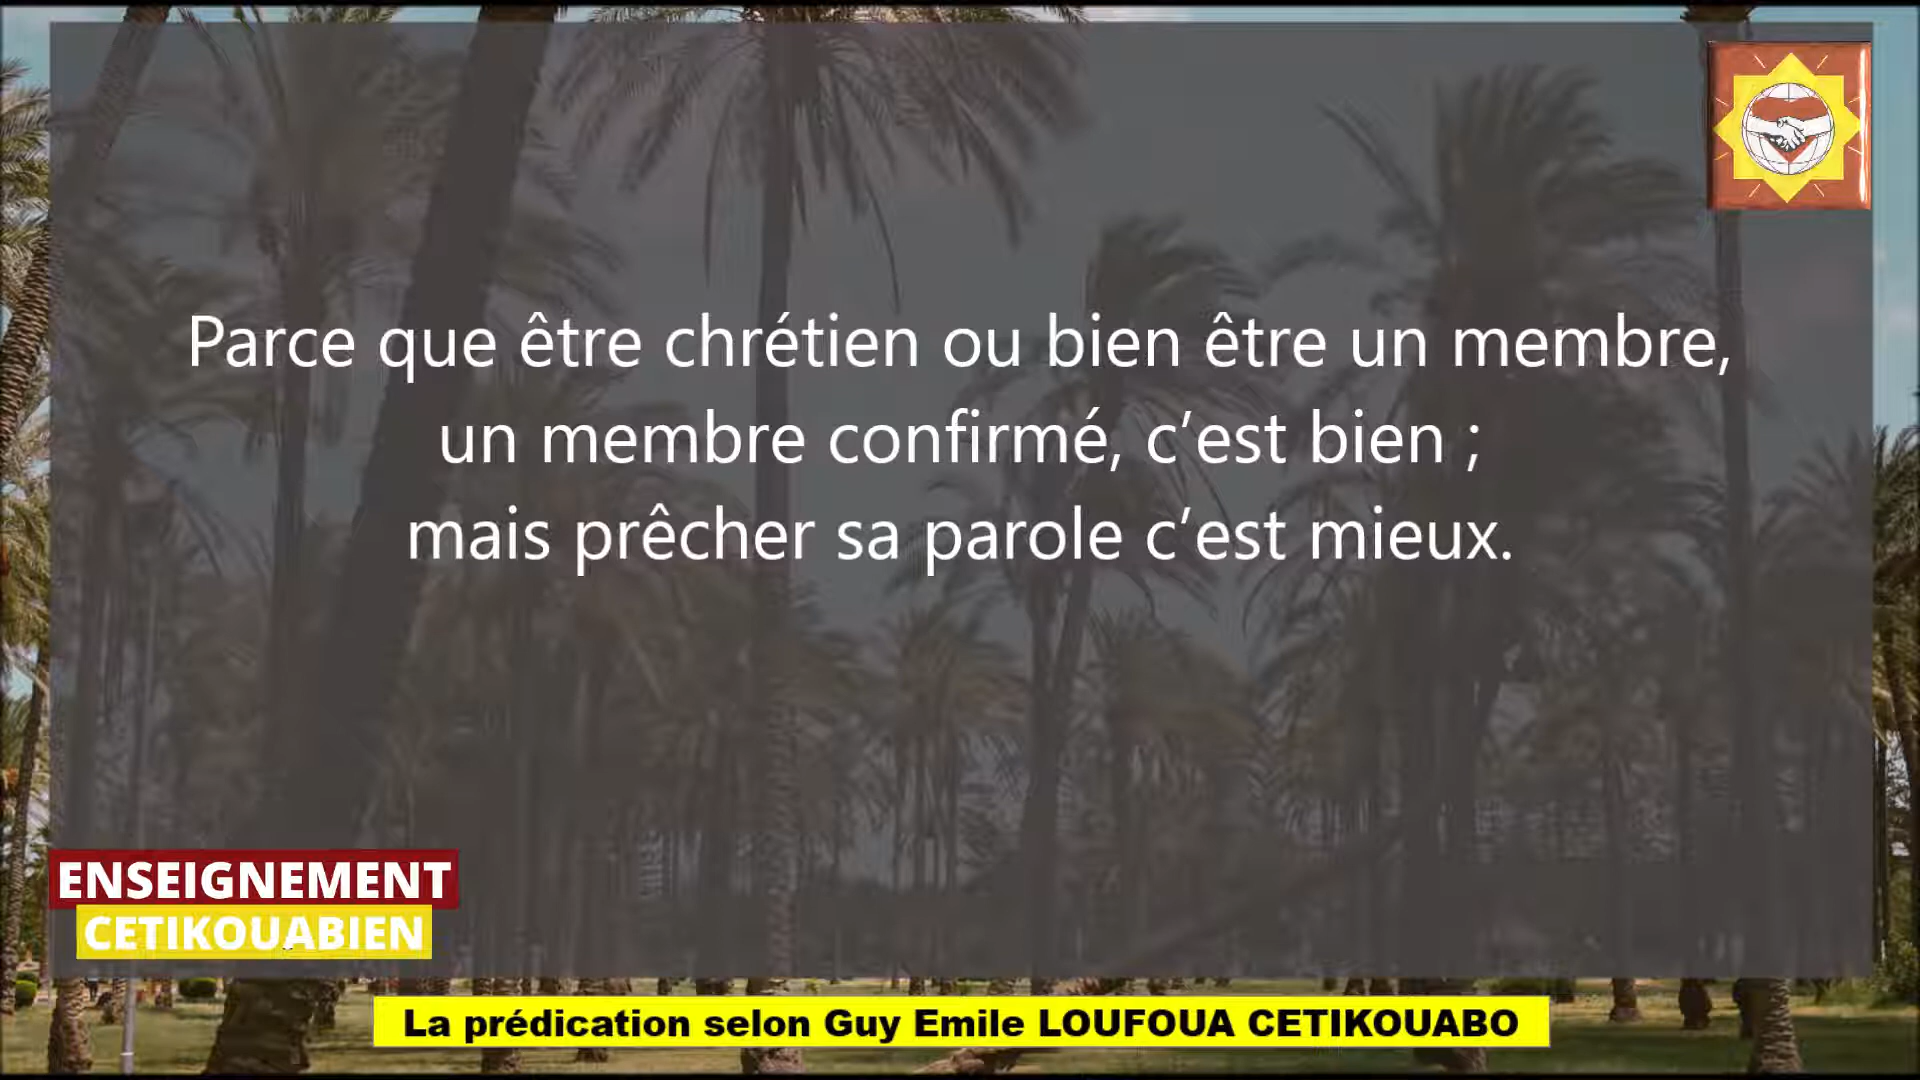 Parce que être chrétien ou bien être un membre,
un membre confirmé, c’est bien ;
mais prêcher sa parole c’est mieux.
ENSEIGNEMENT
CETIKOUABIEN
La prédication selon Guy Emile LOUFOUA CETIKOUABO